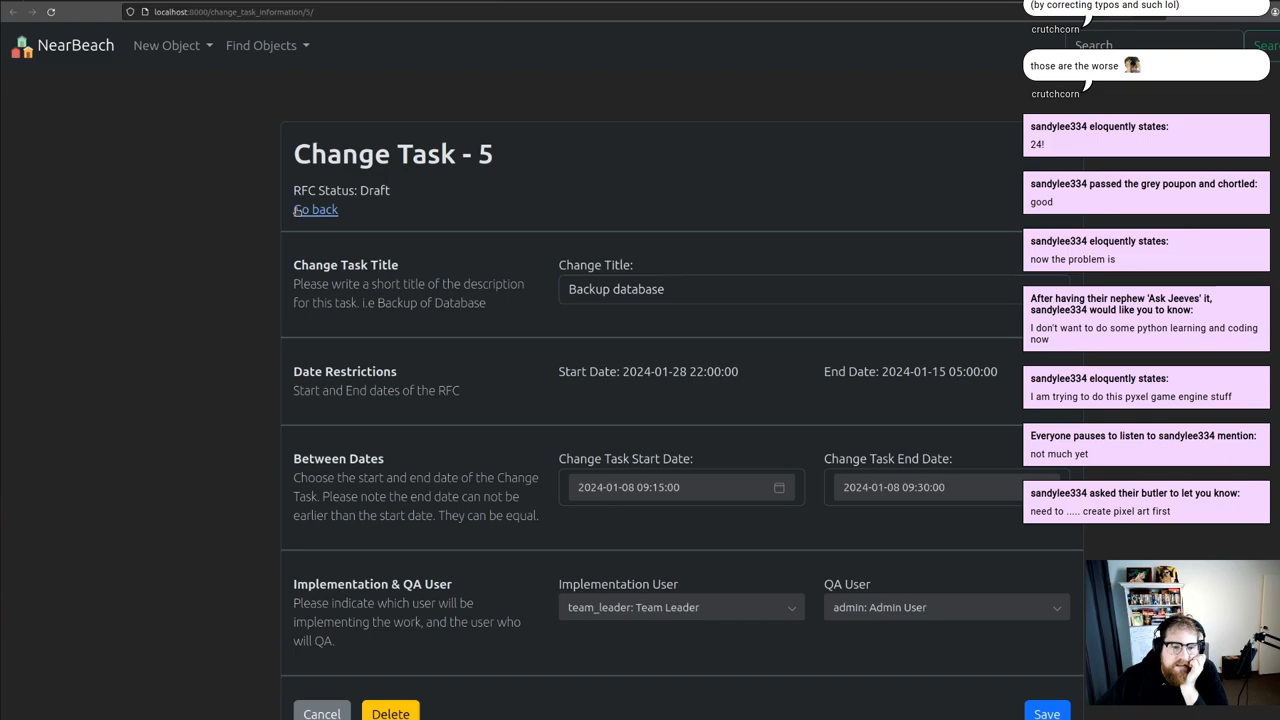 localhost:8000/change_task_information/5/
NearBeach
New Object
Find Objects
Search
Sear
Change Task - 5
RFC Status: Draft
Go back
Change Task Title
Please write a short title of the description
for this task. i.e Backup of Database
Change Title:
Backup database
Date Restrictions
Start and End dates of the RFC
Start Date: 2024-01-28 22:00:00
End Date: 2024-01-15 05:00:00
Between Dates
Choose the start and end date of the Change
Task. Please note the end date can not be
earlier than the start date. They can be equal.
Change Task Start Date:
2024-01-08 09:15:00
Change Task End Date:
2024-01-08 09:30:00
Implementation & QA User
Please indicate which user will be
implementing the work, and the user who
will QA.
Implementation User
team_leader: Team Leader
QA User
admin: Admin User
Cancel
Delete
Save
(by correcting typos and such lol)
crutchcorn
those are the worse
crutchcorn
sandylee334 eloquently states:
24!
sandylee334 passed the grey poupon and chortled:
good
sandylee334 eloquently states:
now the problem is
After having their nephew 'Ask Jeeves' it,
sandylee334 would like you to know:
I don't want to do some python learning and coding
now
sandylee334 eloquently states:
I am trying to do this pyxel game engine stuff
Everyone pauses to listen to sandylee334 mention:
not much yet
sandylee334 asked their butler to let you know:
need to ..... create pixel art first